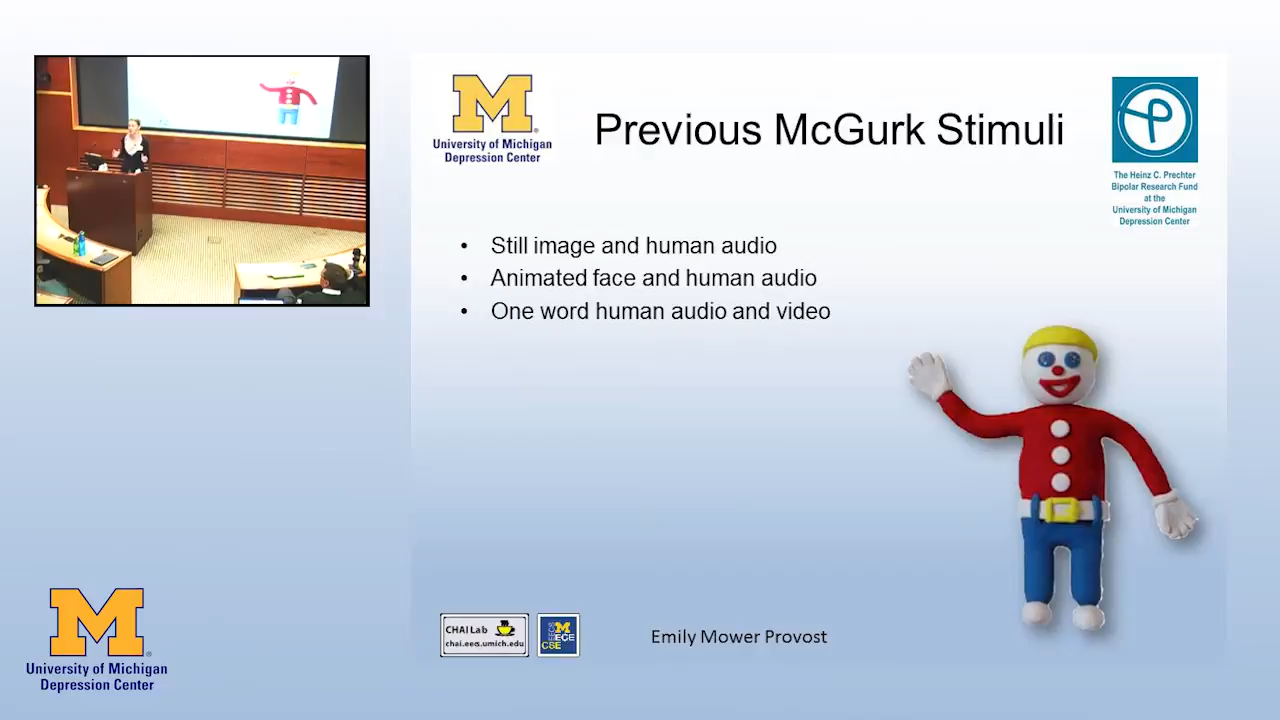 M
University of Michigan
Depression Center
Previous McGurk Stimuli
The Heinz C. Prechter
Bipolar Research Fund
at the
University of Michigan
Depression Center
• Still image and human audio
• Animated face and human audio
• One word human audio and video
CHAI Lab
chai.eecs.umich.edu
EECS
M
ECE
CSE
Emily Mower Provost
M
University of Michigan
Depression Center